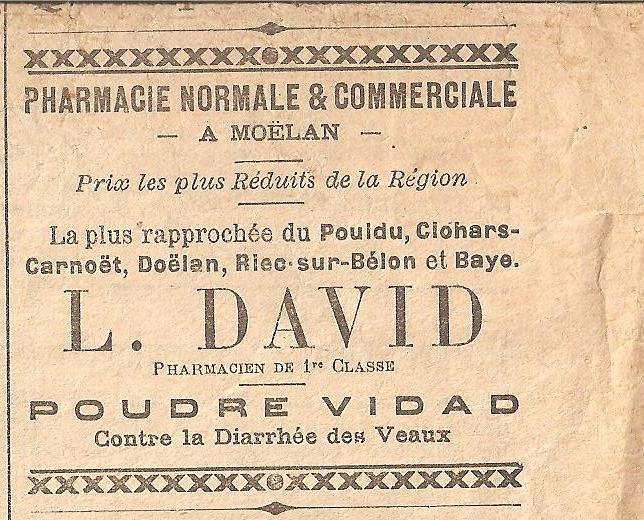 PHARMACIE NORMALE & COMMERCIALE
— A MOËLAN —
Prix les plus Réduits de la Région
La plus rapprochée du Pouldu, Clohars-
Carnoët, Doëlan, Riec-sur-Bélon et Baye.
L. DAVID
PHARMACIEN DE 1re CLASSE
POUDRE VIDAD
Contre la Diarrhée des Veaux